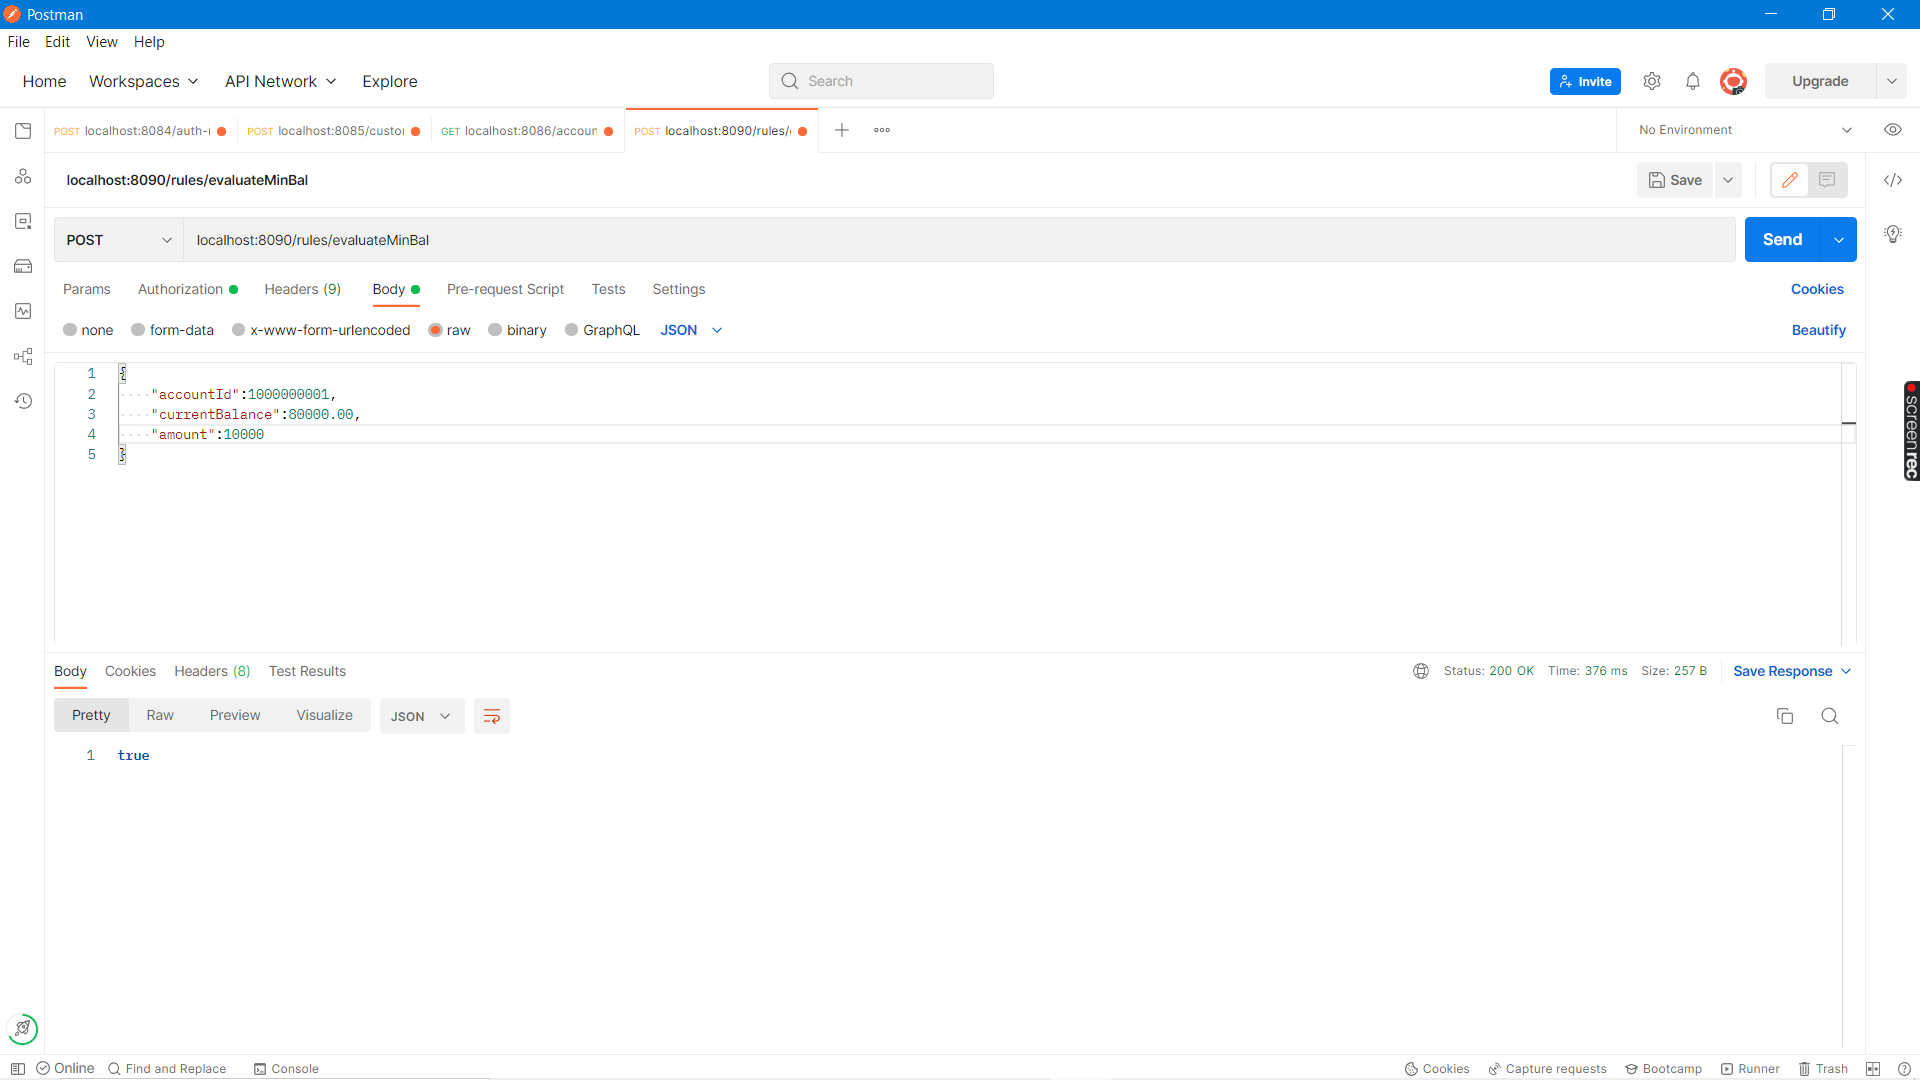 Postman
File Edit View Help
Home Workspaces API Network Explore Search Invite Upgrade
POST localhost:8084/auth- POST localhost:8085/custo GET localhost:8086/accoun POST localhost:8090/rules/ No Environment
localhost:8090/rules/evaluateMinBal Save
POST localhost:8090/rules/evaluateMinBal Send
Params Authorization Headers (9) Body Pre-request Script Tests Settings Cookies
none form-data x-www-form-urlencoded raw binary GraphQL JSON Beautify
1 {
2 "accountId":1000000001,
3 "currentBalance":80000.00,
4 "amount":10000
5 }
screenrec
Body Cookies Headers (8) Test Results Status: 200 OK Time: 376 ms Size: 257 B Save Response
Pretty Raw Preview Visualize JSON
1 true
Online Find and Replace Console Cookies Capture requests Bootcamp Runner Trash